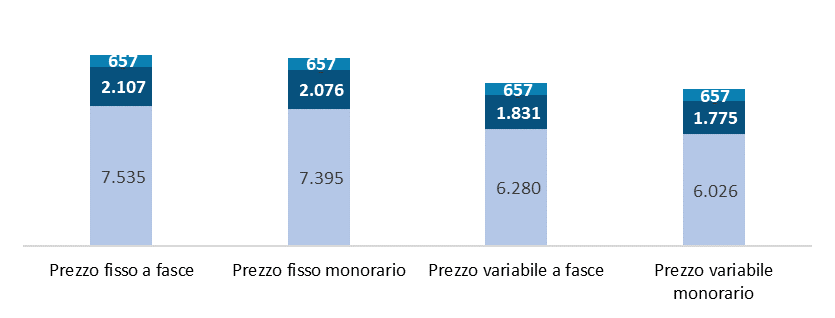 657 657
2.107 2.076 657 657
1.831 1.775
7.535 7.395 6.280 6.026
Prezzo fisso a fasce Prezzo fisso monorario Prezzo variabile a fasce Prezzo variabile
monorario